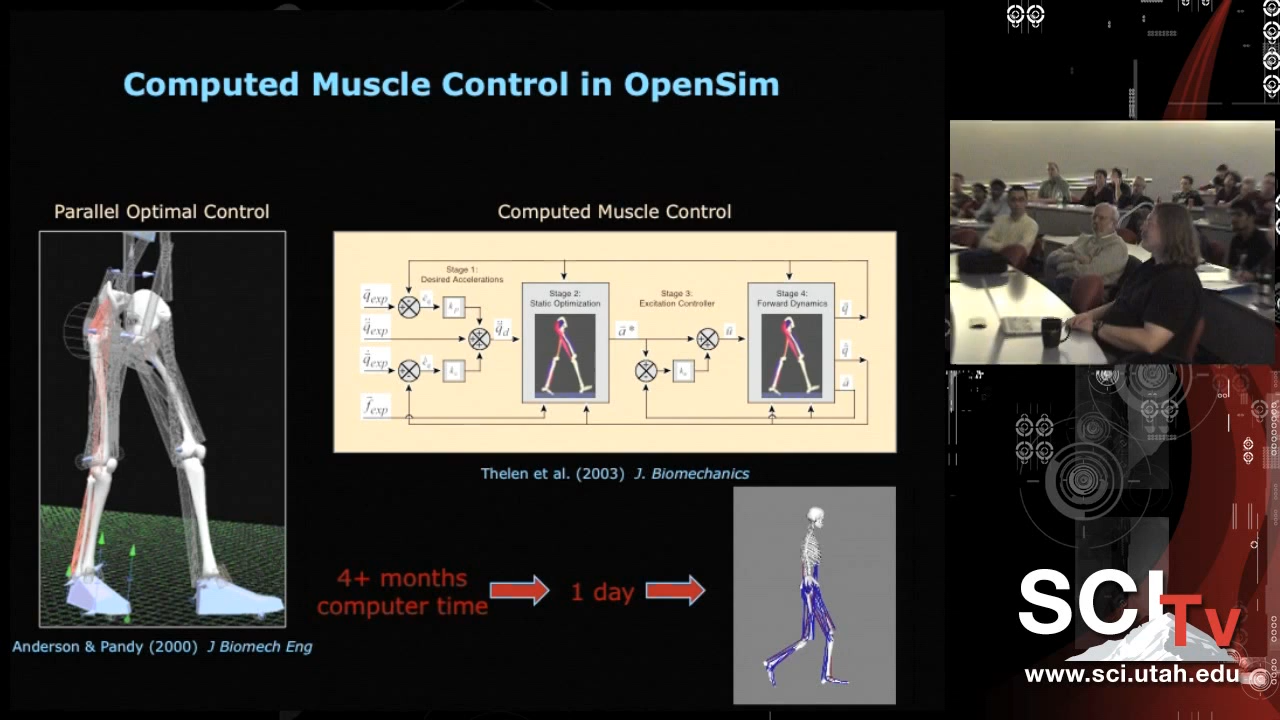 Computed Muscle Control in OpenSim
Parallel Optimal Control
Computed Muscle Control
Stage 1:
Desired Accelerations
Stage 2:
Static Optimization
Stage 3:
Excitation Controller
Stage 4:
Forward Dynamics
Thelen et al. (2003) J. Biomechanics
4+ months
computer time
1 day
Anderson & Pandy (2000) J Biomech Eng
SCI
TV
www.sci.utah.edu